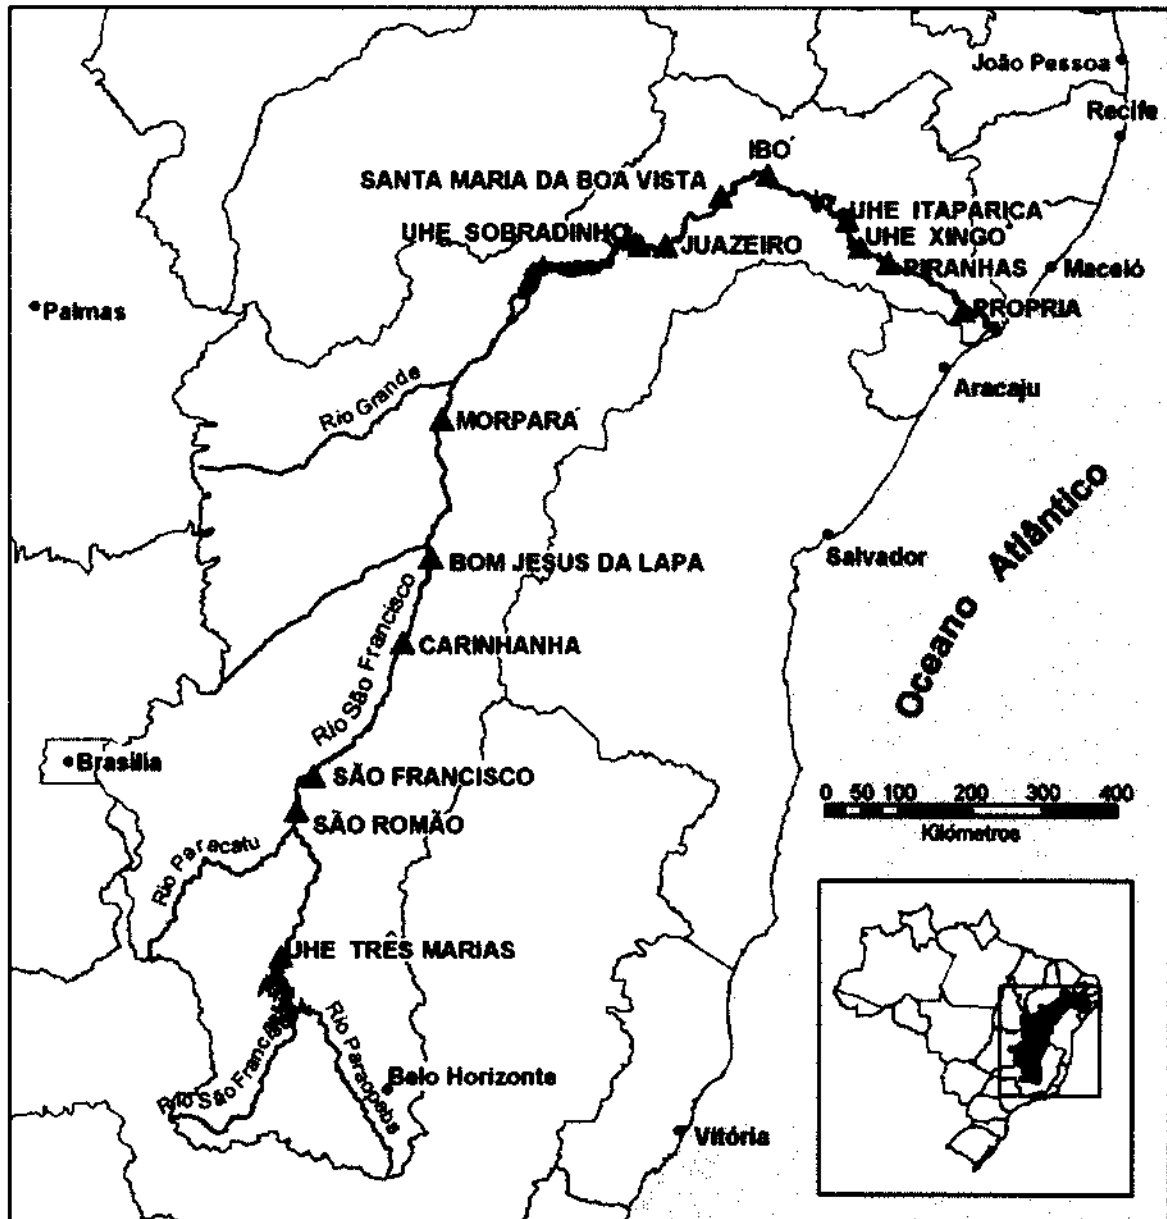 João Pessoa
Recife
IBÓ
SANTA MARIA DA BOA VISTA
UHE ITAPARICA
UHE SOBRADINHO
JUAZEIRO
UHE XINGO
PIRANHAS
Maceió
Palmas
PROPRIA
Aracaju
Rio Grande
MORPARÁ
Salvador
Oceano Atlântico
BOM JESUS DA LAPA
Rio São Francisco
CARINHANHA
Brasília
SÃO FRANCISCO
SÃO ROMÃO
0 50 100 200 300 400
Kilómetros
Rio Paracatu
UHE TRÊS MARIAS
Rio São Franc
Rio Paraopeba
Belo Horizonte
Vitória